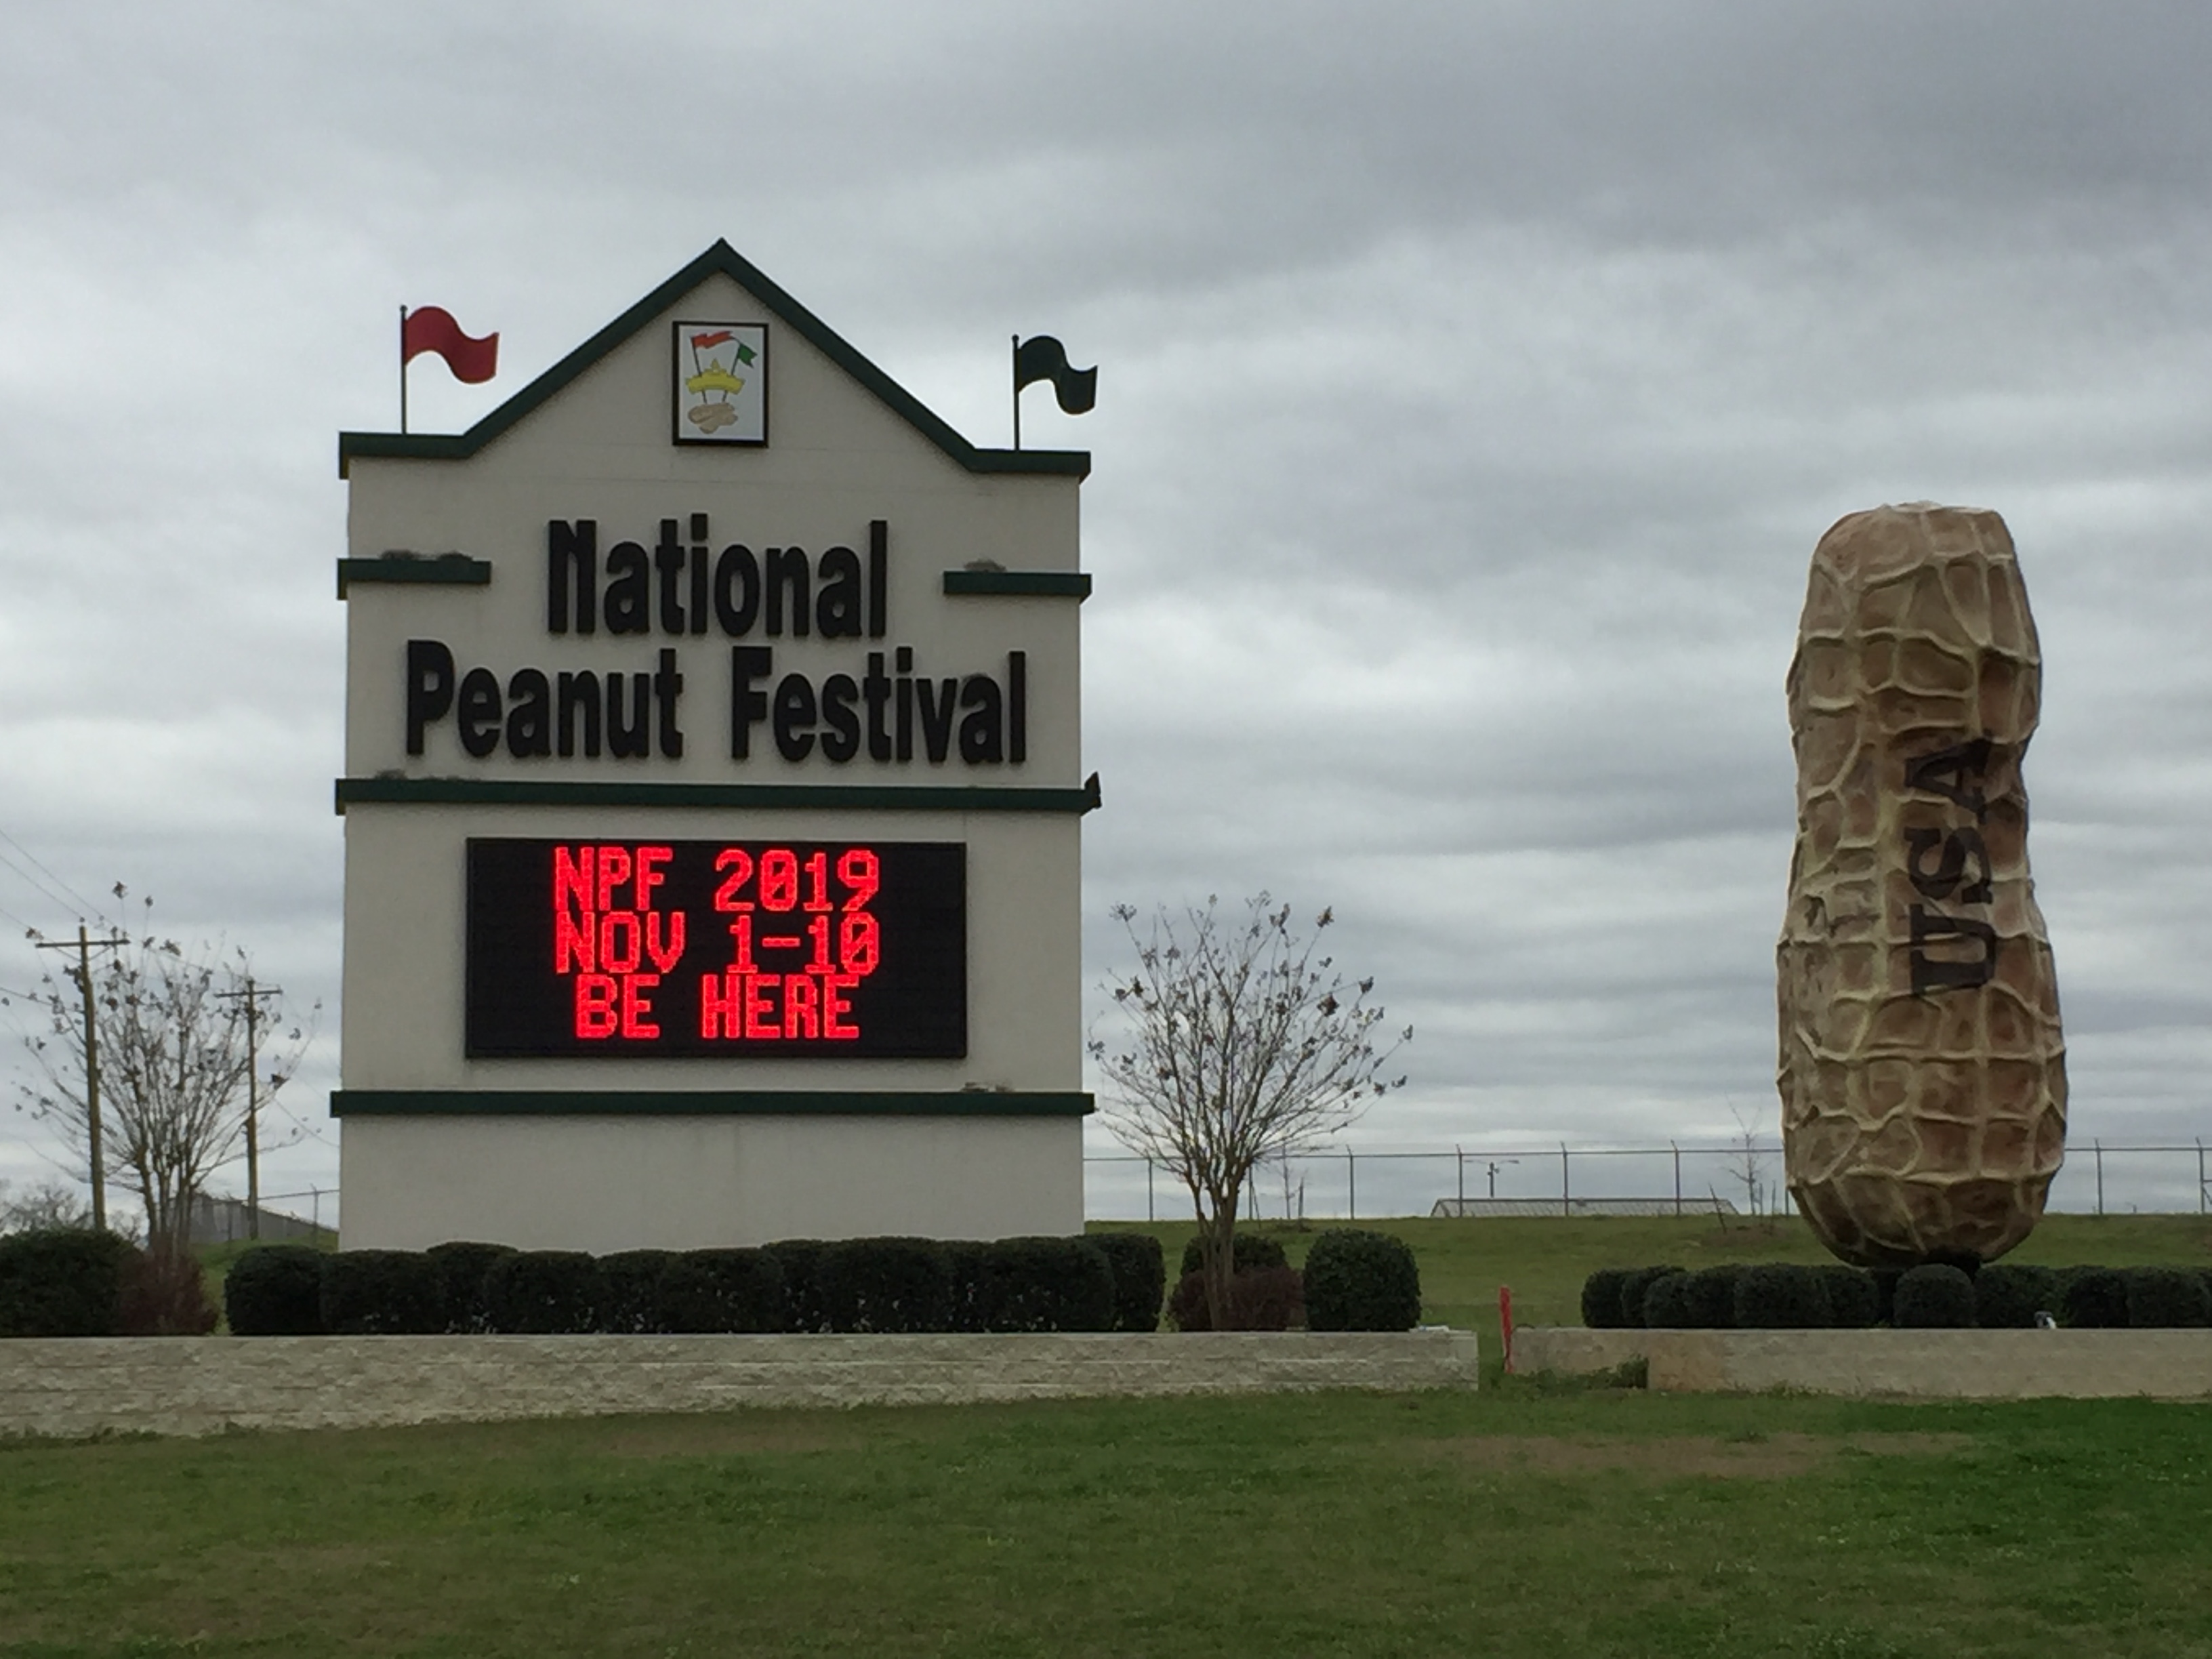 National
Peanut Festival
NPF 2019
NOV 1-10
BE HERE
USA